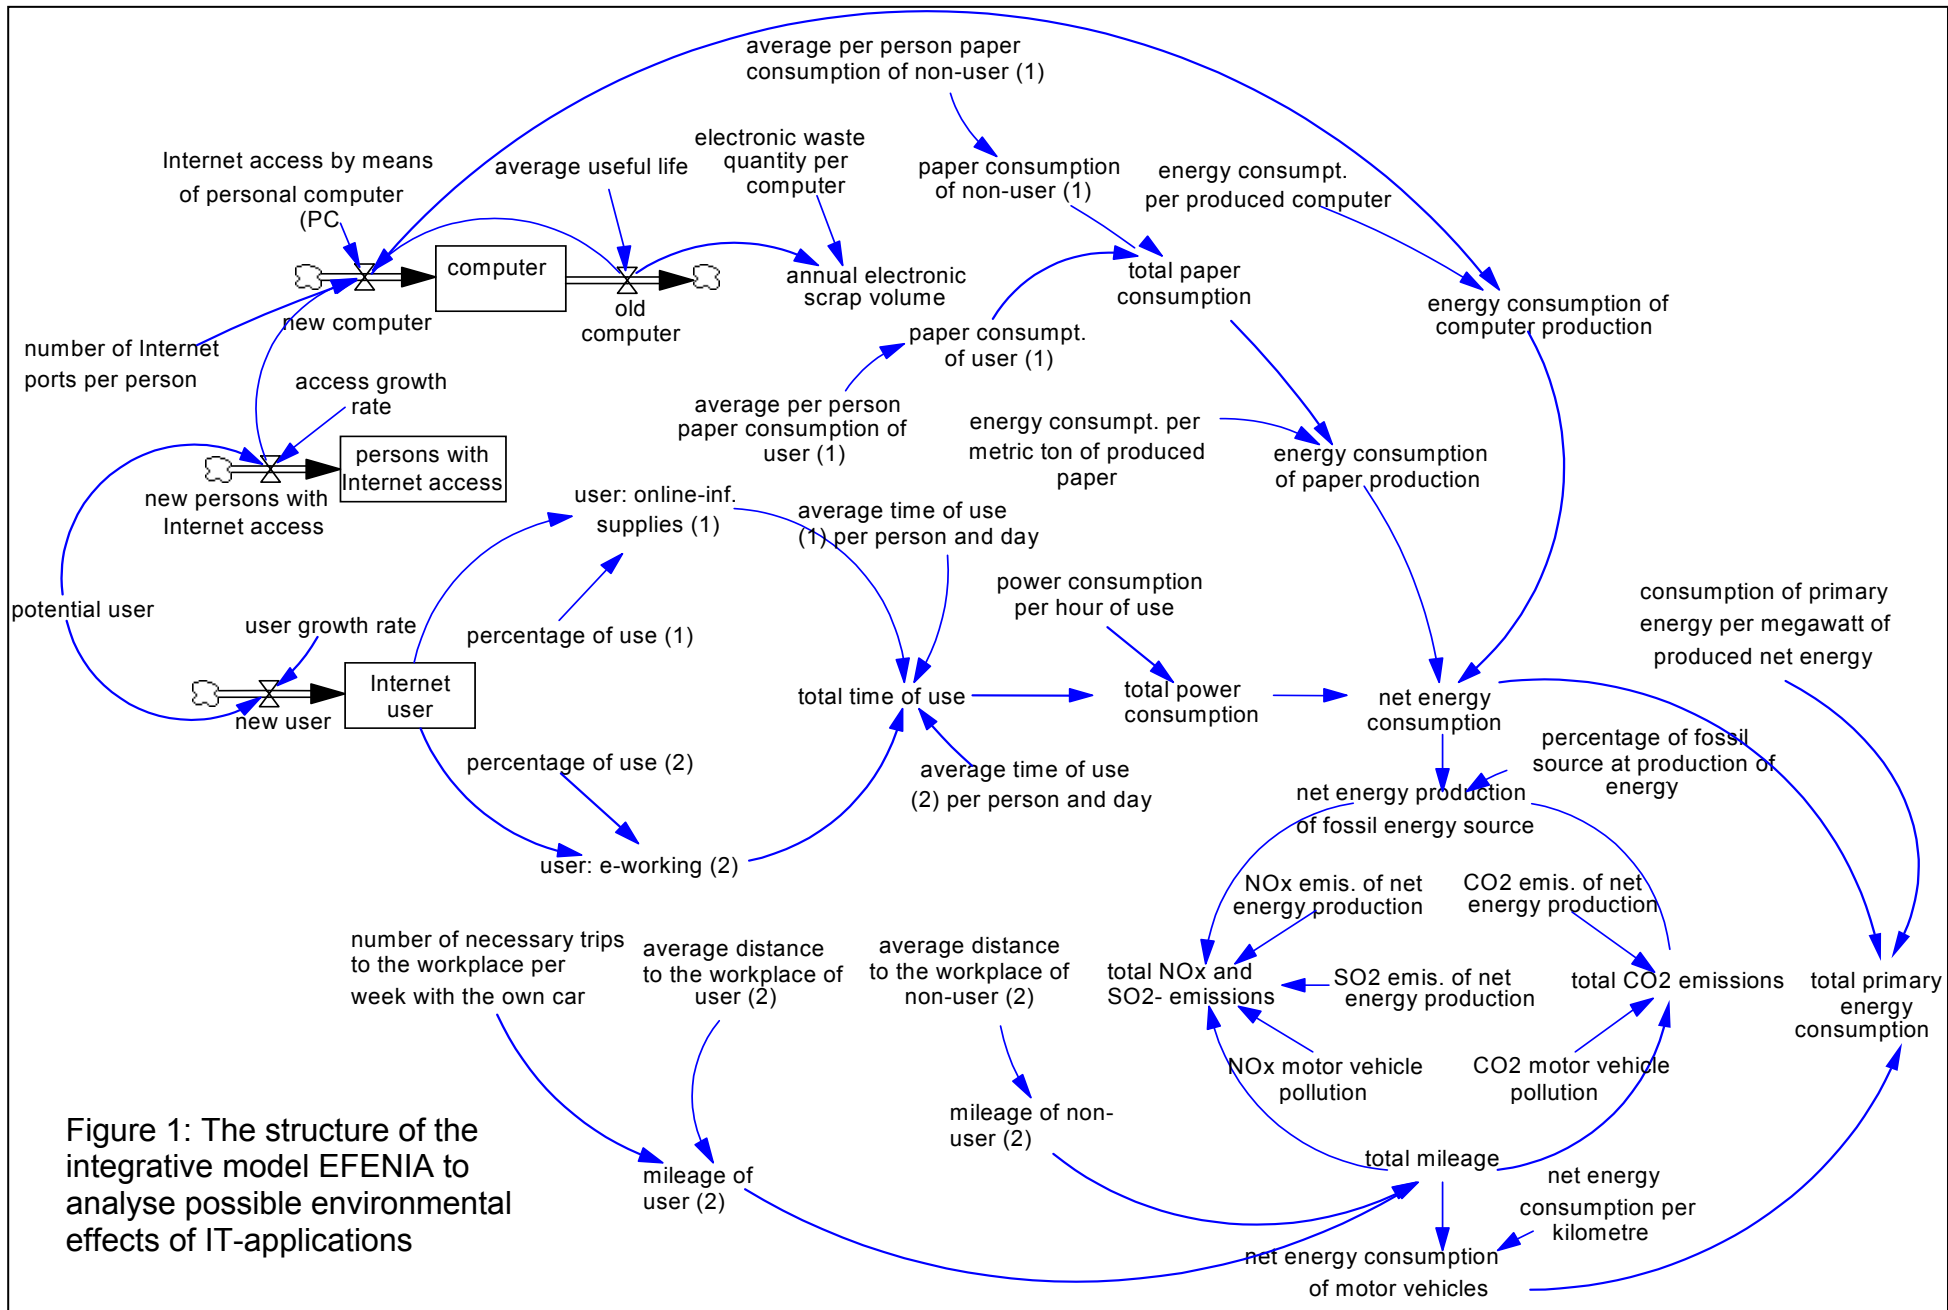 average per person paper
consumption of non-user (1)
Internet access by means
of personal computer
(PC
average useful life
electronic waste
quantity per
computer
paper consumption
of non-user (1)
energy consumpt.
per produced computer
computer
new computer
old
computer
annual electronic
scrap volume
total paper
consumption
energy consumption of
computer production
number of Internet
ports per person
paper consumpt.
of user (1)
access growth
rate
average per person
paper consumption of
user (1)
energy consumpt. per
metric ton of produced
paper
energy consumption
of paper production
persons with
Internet access
new persons with
Internet access
user: online-inf.
supplies (1)
average time of use
(1) per person and day
power consumption
per hour of use
consumption of primary
energy per megawatt of
produced net energy
potential user
user growth rate
percentage of use (1)
Internet
user
new user
total time of use
total power
consumption
net energy
consumption
percentage of use (2)
average time of use
(2) per person and day
percentage of fossil
source at production of
energy
net energy production
of fossil energy source
user: e-working (2)
NOx emis. of net
energy production
CO2 emis. of net
energy production
number of necessary trips
to the workplace per
week with the own car
average distance
to the workplace of
user (2)
average distance
to the workplace of
non-user (2)
total NOx and
SO2- emissions
SO2 emis. of net
energy production
total CO2 emissions
total primary
energy
consumption
NOx motor vehicle
pollution
CO2 motor vehicle
pollution
mileage of non-
user (2)
mileage of
user (2)
total mileage
net energy
consumption per
kilometre
net energy consumption
of motor vehicles
Figure 1: The structure of the
integrative model EFENIA to
analyse possible environmental
effects of IT-applications